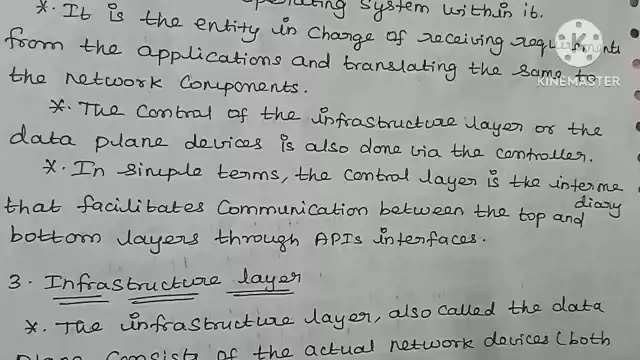 *. It is the entity in charge of receiving requirements
from the applications and translating the same to
the network components.
*. The control of the infrastructure layer or the
data plane devices is also done via the controller.
*. In simple terms, the control layer is the interme
diary
that facilitates communication between the top and
bottom layers through APIs interfaces.
3. Infrastructure layer
*. The infrastructure layer, also called the data
plane consists of the actual network devices (both
KINEMASTER